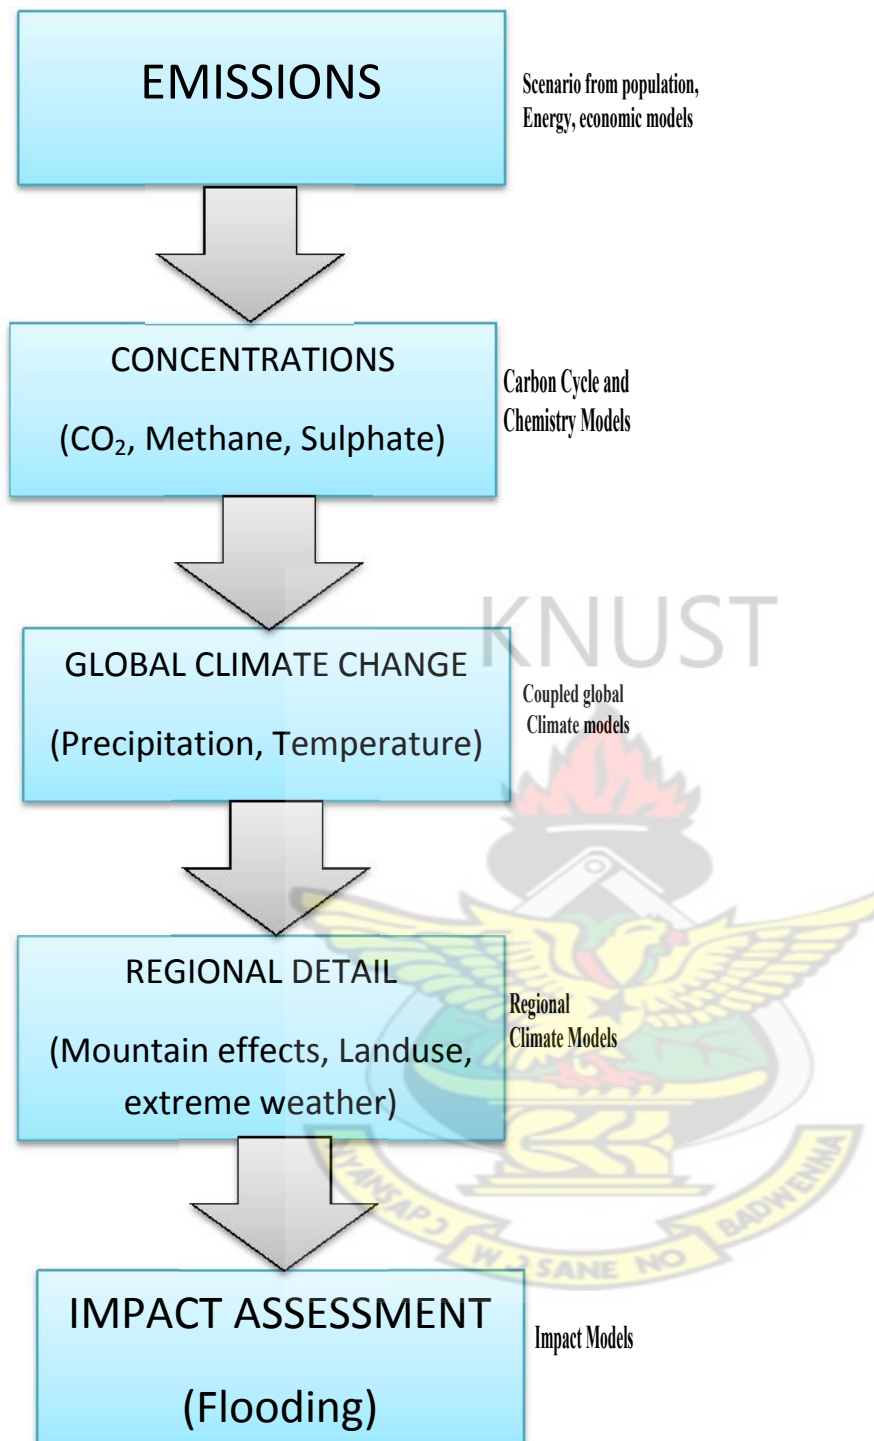 EMISSIONS
Scenario from population,
Energy, economic models
CONCENTRATIONS
(CO₂, Methane, Sulphate)
Carbon Cycle and
Chemistry Models
KNUST
GLOBAL CLIMATE CHANGE
(Precipitation, Temperature)
Coupled global
Climate models
REGIONAL DETAIL
(Mountain effects, Landuse,
extreme weather)
Regional
Climate Models
NYANSAPƆ
WƆSANE NO
BADWENMA
IMPACT ASSESSMENT
(Flooding)
Impact Models